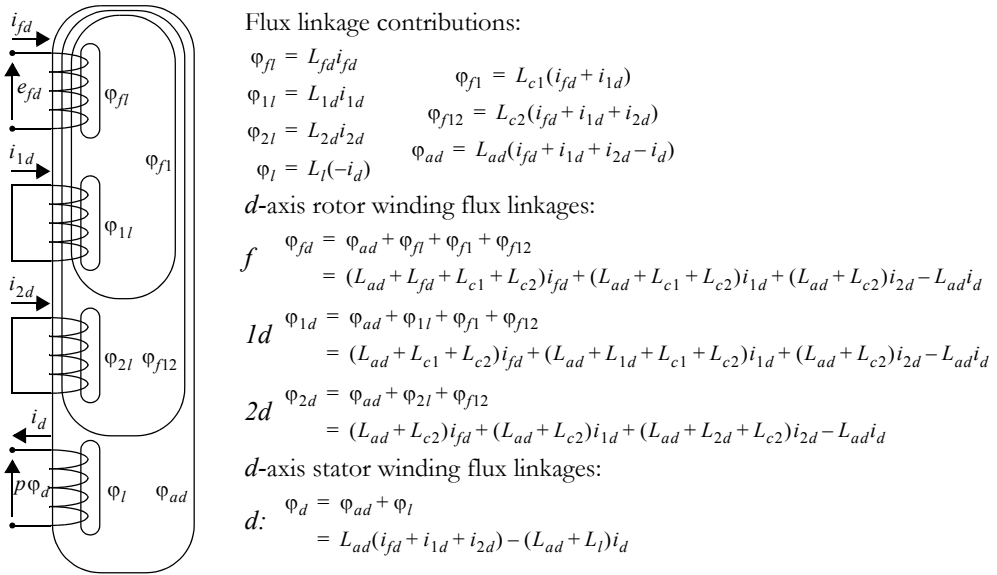 i_fd
e_fd
φ_fl
i_1d
φ_f1
φ_1l
i_2d
φ_2l φ_f12
i_d
pφ_d
φ_l φ_ad
Flux linkage contributions:
φ_fl = L_fd i_fd
φ_1l = L_1d i_1d
φ_2l = L_2d i_2d
φ_l = L_l(-i_d)
φ_f1 = L_c1(i_fd + i_1d)
φ_f12 = L_c2(i_fd + i_1d + i_2d)
φ_ad = L_ad(i_fd + i_1d + i_2d - i_d)
d-axis rotor winding flux linkages:
f φ_fd = φ_ad + φ_fl + φ_f1 + φ_f12
= (L_ad + L_fd + L_c1 + L_c2)i_fd + (L_ad + L_c1 + L_c2)i_1d + (L_ad + L_c2)i_2d - L_ad i_d
1d φ_1d = φ_ad + φ_1l + φ_f1 + φ_f12
= (L_ad + L_c1 + L_c2)i_fd + (L_ad + L_1d + L_c1 + L_c2)i_1d + (L_ad + L_c2)i_2d - L_ad i_d
2d φ_2d = φ_ad + φ_2l + φ_f12
= (L_ad + L_c2)i_fd + (L_ad + L_c2)i_1d + (L_ad + L_2d + L_c2)i_2d - L_ad i_d
d-axis stator winding flux linkages:
d: φ_d = φ_ad + φ_l
= L_ad(i_fd + i_1d + i_2d) - (L_ad + L_l)i_d